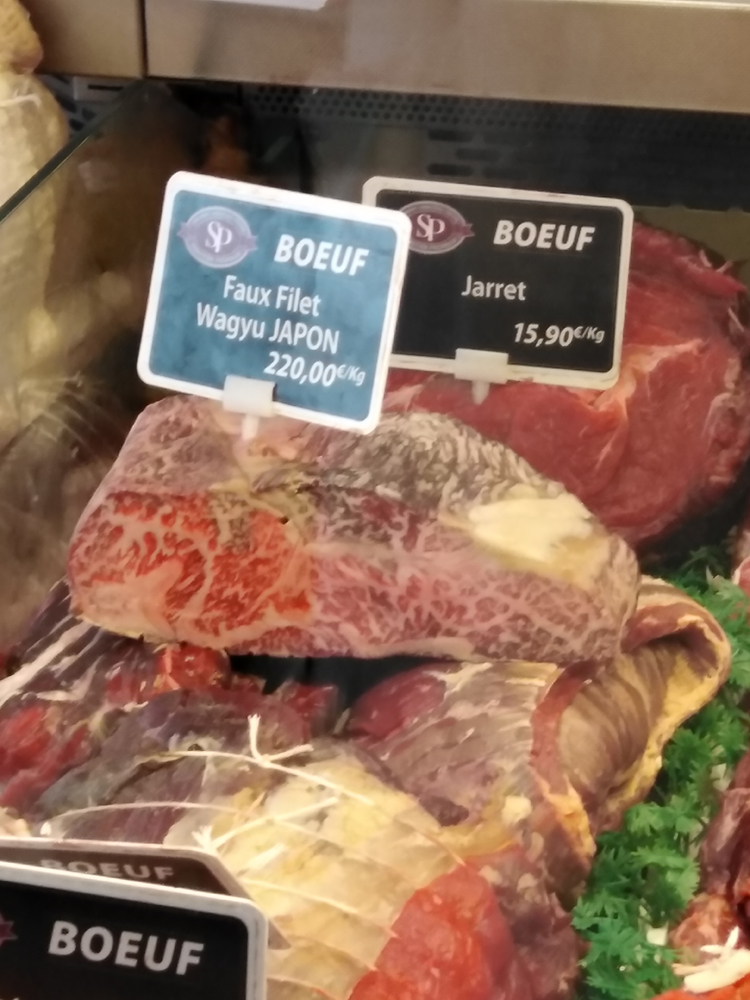 SP
BOEUF
Faux Filet
Wagyu JAPON
220,00€/Kg
SP
BOEUF
Jarret
15,90€/Kg
BOEUF
BOEUF